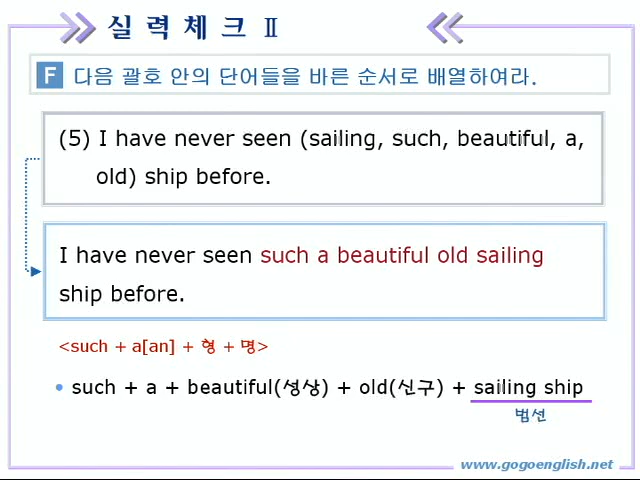 실력체크 Ⅱ
F 다음 괄호 안의 단어들을 바른 순서로 배열하여라.
(5) I have never seen (sailing, such, beautiful, a,
old) ship before.
I have never seen such a beautiful old sailing
ship before.
<such + a[an] + 형 + 명>
• such + a + beautiful(성상) + old(신구) + sailing ship
범선
www.gogoenglish.net